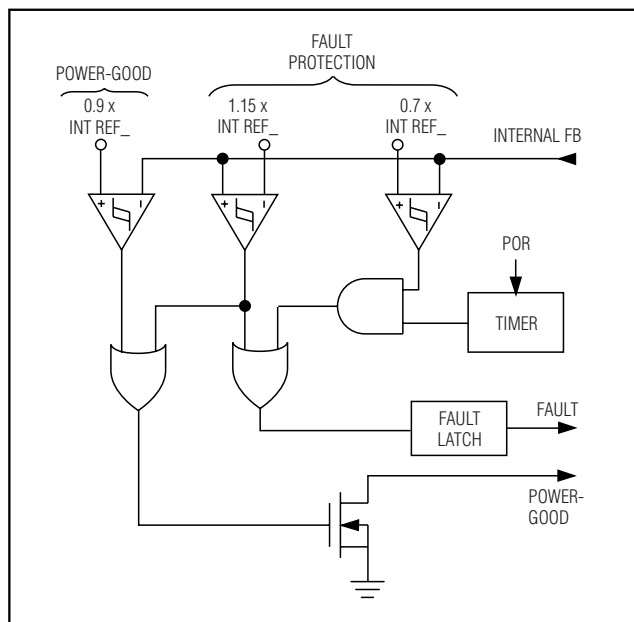 FAULT
PROTECTION
POWER-GOOD
0.9 x
INT REF_
1.15 x
INT REF_
0.7 x
INT REF_
INTERNAL FB
+ -
+ -
+ -
POR
TIMER
FAULT
LATCH
FAULT
POWER-
GOOD